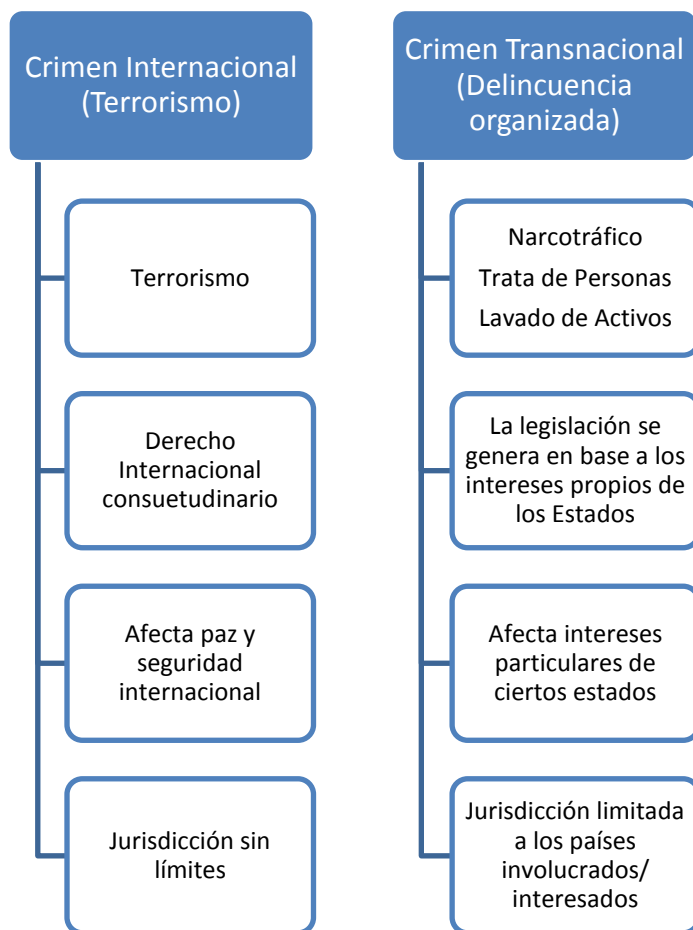 Crimen Internacional
(Terrorismo)
Terrorismo
Derecho
Internacional
consuetudinario
Afecta paz y
seguridad
internacional
Jurisdicción sin
límites
Crimen Transnacional
(Delincuencia
organizada)
Narcotráfico
Trata de Personas
Lavado de Activos
La legislación se
genera en base a los
intereses propios de
los Estados
Afecta intereses
particulares de
ciertos estados
Jurisdicción limitada
a los países
involucrados/
interesados